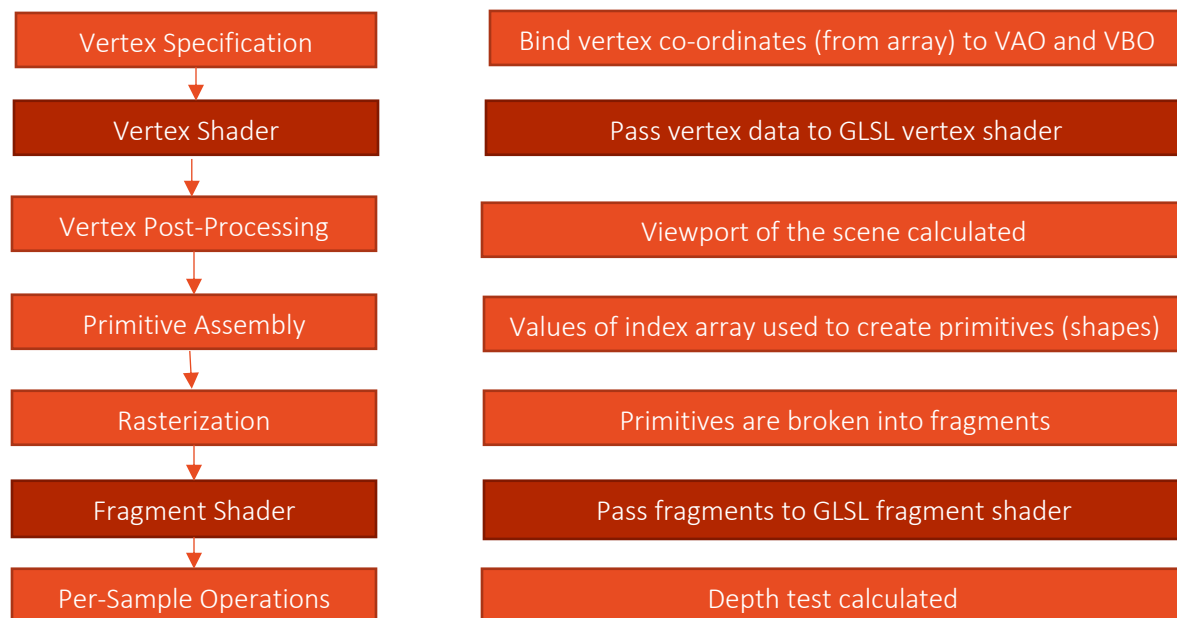 Vertex Specification
Bind vertex co-ordinates (from array) to VAO and VBO
Vertex Shader
Pass vertex data to GLSL vertex shader
Vertex Post-Processing
Viewport of the scene calculated
Primitive Assembly
Values of index array used to create primitives (shapes)
Rasterization
Primitives are broken into fragments
Fragment Shader
Pass fragments to GLSL fragment shader
Per-Sample Operations
Depth test calculated